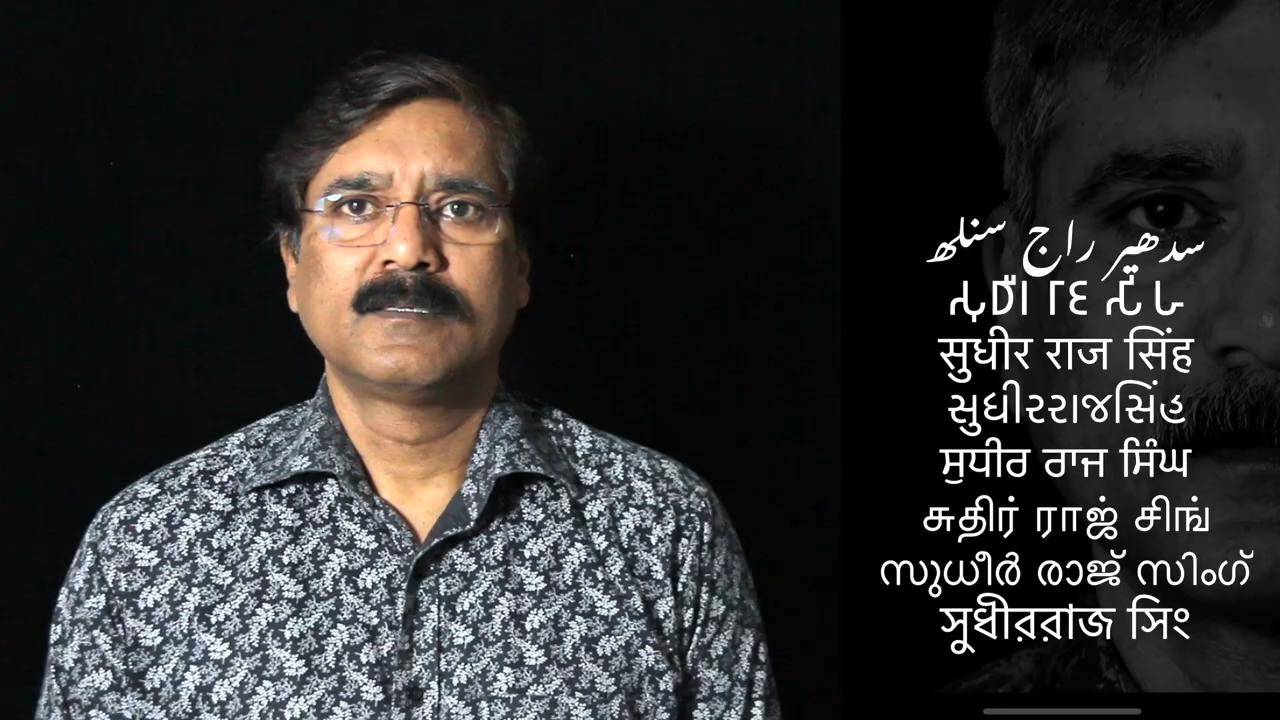 سدھیر راج سنلھ
𑀲𑀼𑀥𑀻𑀭 𑀭𑀸𑀚 𑀲𑀺𑀁𑀳
सुधीर राज सिंह
સુધીરરાજસિંહ
ਸੁਧੀਰ ਰਾਜ ਸਿੰਘ
சுதிர் ராஜ் சிங்
സുധീർ രാജ് സിംഗ്
সুধীররাজ সিং